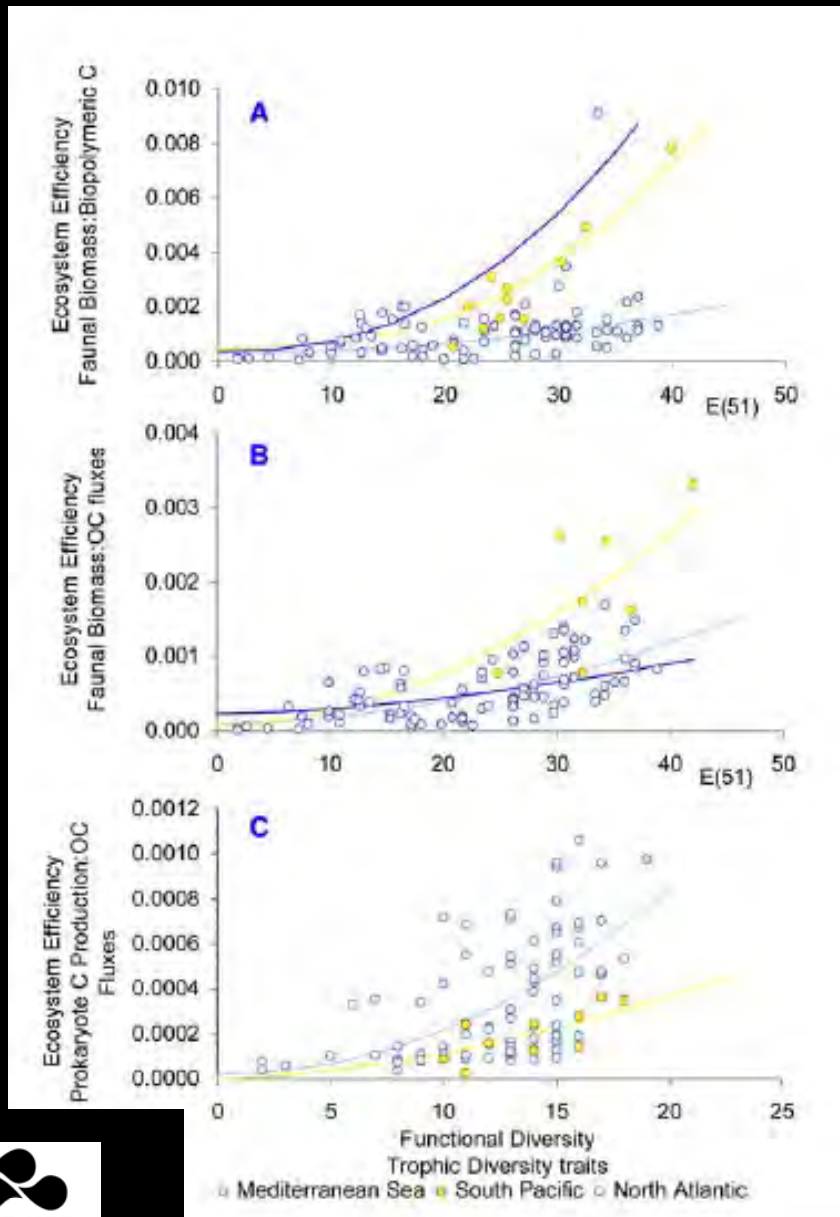 Ecosystem Efficiency
Faunal Biomass:Biopolymeric C
A
0.010
0.008
0.006
0.004
0.002
0.000
0 10 20 30 40 50
E(51)
Ecosystem Efficiency
Faunal Biomass:OC fluxes
B
0.004
0.003
0.002
0.001
0.000
0 10 20 30 40 50
E(51)
Ecosystem Efficiency
Prokaryote C Production:OC
Fluxes
C
0.0012
0.0010
0.0008
0.0006
0.0004
0.0002
0.0000
0 5 10 15 20 25
Functional Diversity
Trophic Diversity traits
Mediterranean Sea South Pacific North Atlantic